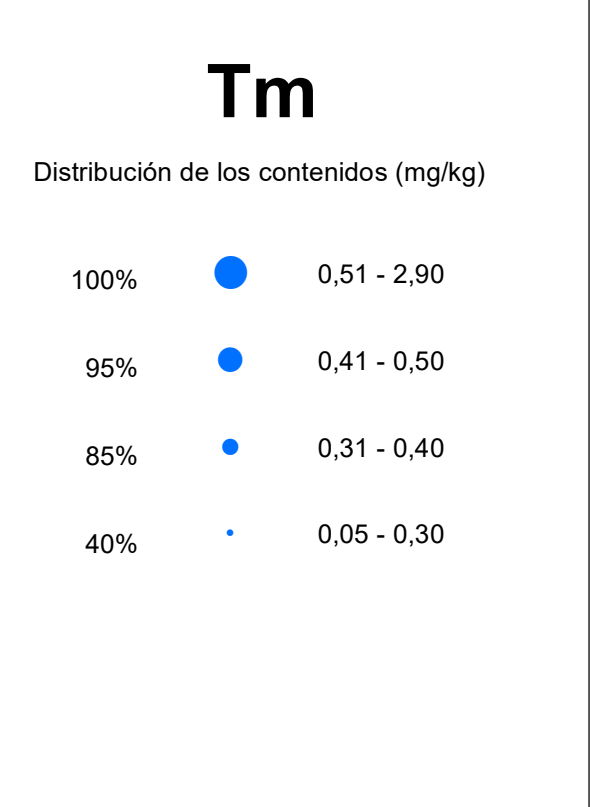 Tm
Distribución de los contenidos (mg/kg)
100% 0,51 - 2,90
95% 0,41 - 0,50
85% 0,31 - 0,40
40% 0,05 - 0,30